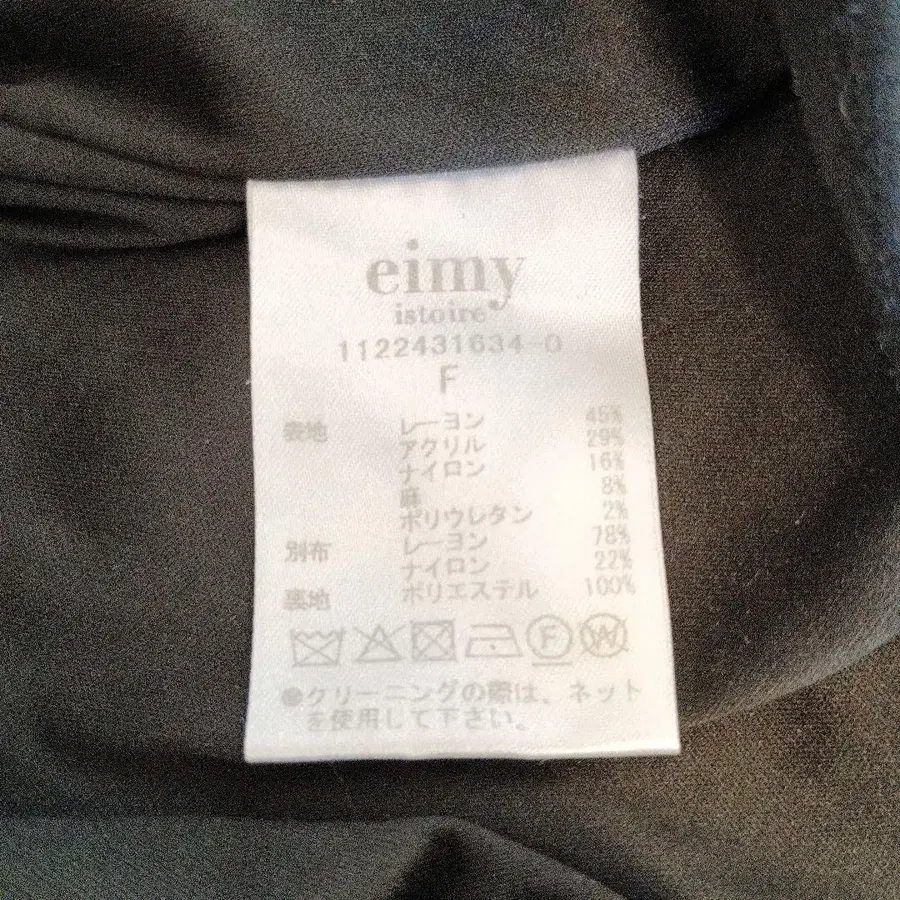 eimy
istoire
1122431634-0
F
表地 レーヨン 45%
アクリル 29%
ナイロン 16%
麻 8%
ポリウレタン 2%
別布 レーヨン 78%
ナイロン 22%
裏地 ポリエステル 100%
F W
●クリーニングの際は、ネット
を使用して下さい。